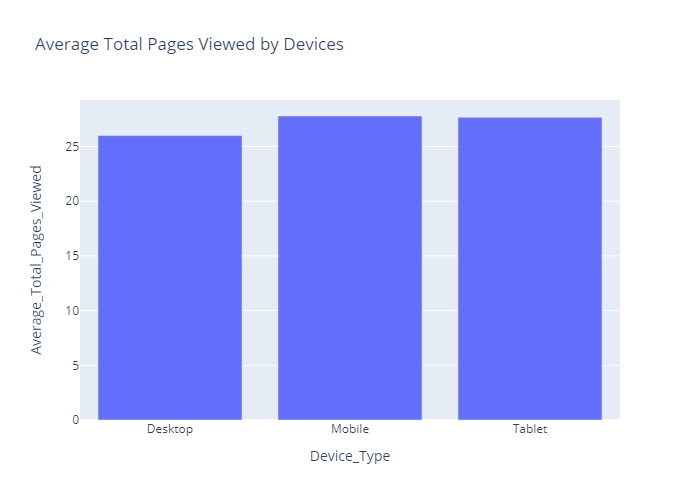 Average Total Pages Viewed by Devices
25
20
15
10
5
0
Average_Total_Pages_Viewed
Desktop
Mobile
Tablet
Device_Type